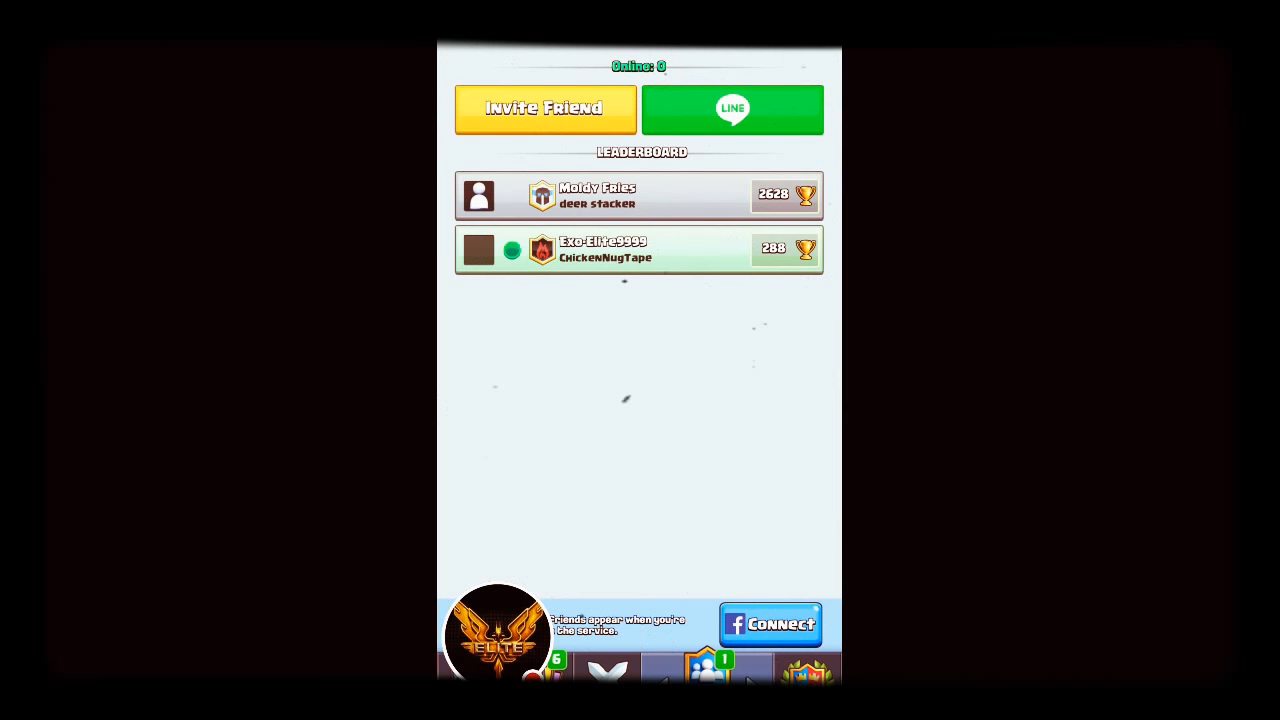 Online: 0
Invite Friend
LINE
LEADERBOARD
Moldy Fries
deer stacker
2628
Exo-Elite9999
ChickenNugTape
288
Friends appear when you're
the service.
Connect
ELITE
6
1